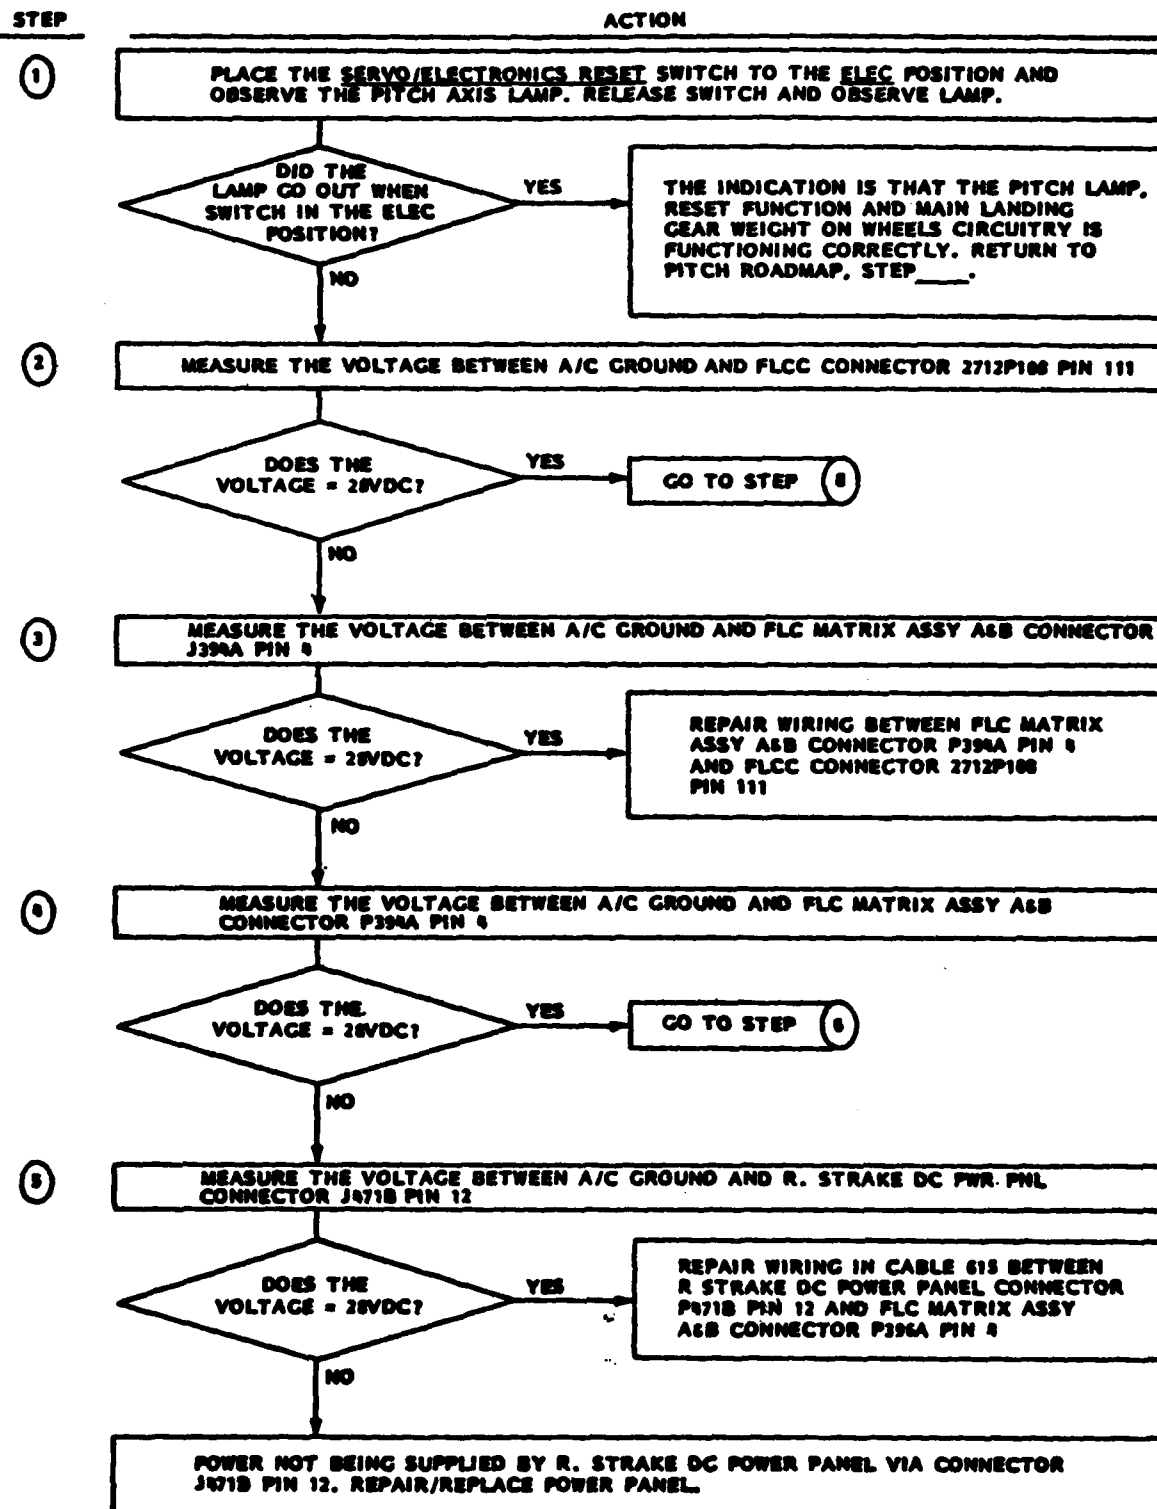 STEP
ACTION
1
PLACE THE SERVO/ELECTRONICS RESET SWITCH TO THE ELEC POSITION AND
OBSERVE THE PITCH AXIS LAMP. RELEASE SWITCH AND OBSERVE LAMP.
DID THE
LAMP GO OUT WHEN
SWITCH IN THE ELEC
POSITION?
YES
THE INDICATION IS THAT THE PITCH LAMP,
RESET FUNCTION AND MAIN LANDING
GEAR WEIGHT ON WHEELS CIRCUITRY IS
FUNCTIONING CORRECTLY. RETURN TO
PITCH ROADMAP, STEP____.
NO
2
MEASURE THE VOLTAGE BETWEEN A/C GROUND AND FLCC CONNECTOR 2712P108 PIN 111
DOES THE
VOLTAGE = 28VDC?
YES
GO TO STEP 8
NO
3
MEASURE THE VOLTAGE BETWEEN A/C GROUND AND FLC MATRIX ASSY A&B CONNECTOR
J394A PIN 4
DOES THE
VOLTAGE = 28VDC?
YES
REPAIR WIRING BETWEEN FLC MATRIX
ASSY A&B CONNECTOR P394A PIN 4
AND FLCC CONNECTOR 2712P108
PIN 111
NO
4
MEASURE THE VOLTAGE BETWEEN A/C GROUND AND FLC MATRIX ASSY A&B
CONNECTOR P394A PIN 4
DOES THE
VOLTAGE = 28VDC?
YES
GO TO STEP 6
NO
5
MEASURE THE VOLTAGE BETWEEN A/C GROUND AND R. STRAKE DC PWR PNL
CONNECTOR J471B PIN 12
DOES THE
VOLTAGE = 28VDC?
YES
REPAIR WIRING IN CABLE 615 BETWEEN
R STRAKE DC POWER PANEL CONNECTOR
P471B PIN 12 AND FLC MATRIX ASSY
A&B CONNECTOR P396A PIN 4
NO
POWER NOT BEING SUPPLIED BY R. STRAKE DC POWER PANEL VIA CONNECTOR
J471B PIN 12. REPAIR/REPLACE POWER PANEL.